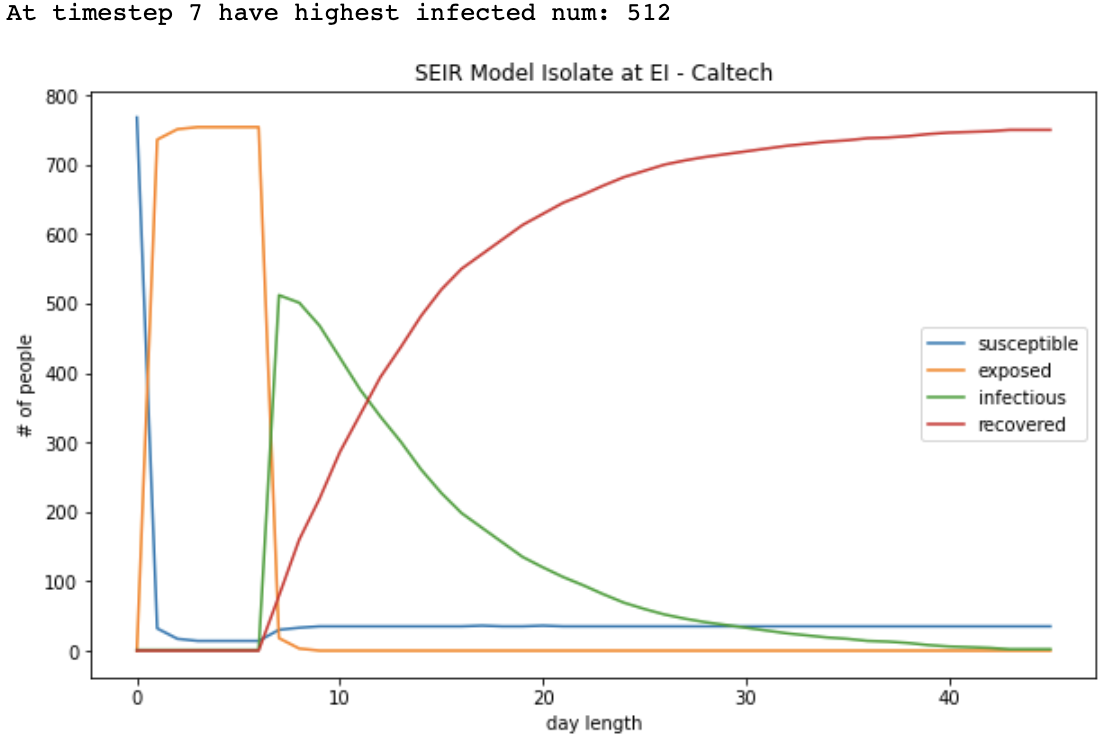 At timestep 7 have highest infected num: 512
SEIR Model Isolate at EI - Caltech
800
700
600
500
400
300
200
100
0
# of people
susceptible
exposed
infectious
recovered
0 10 20 30 40
day length